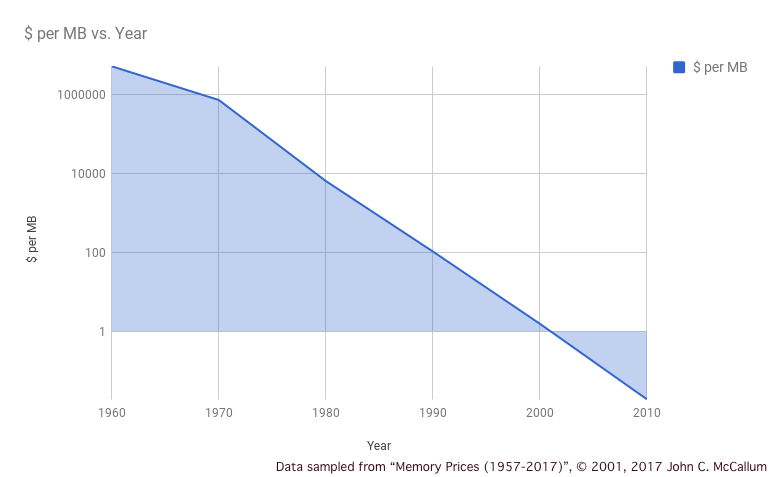 $ per MB vs. Year
$ per MB
1000000
10000
100
1
$ per MB
1960 1970 1980 1990 2000 2010
Year
Data sampled from “Memory Prices (1957-2017)”, © 2001, 2017 John C. McCallum